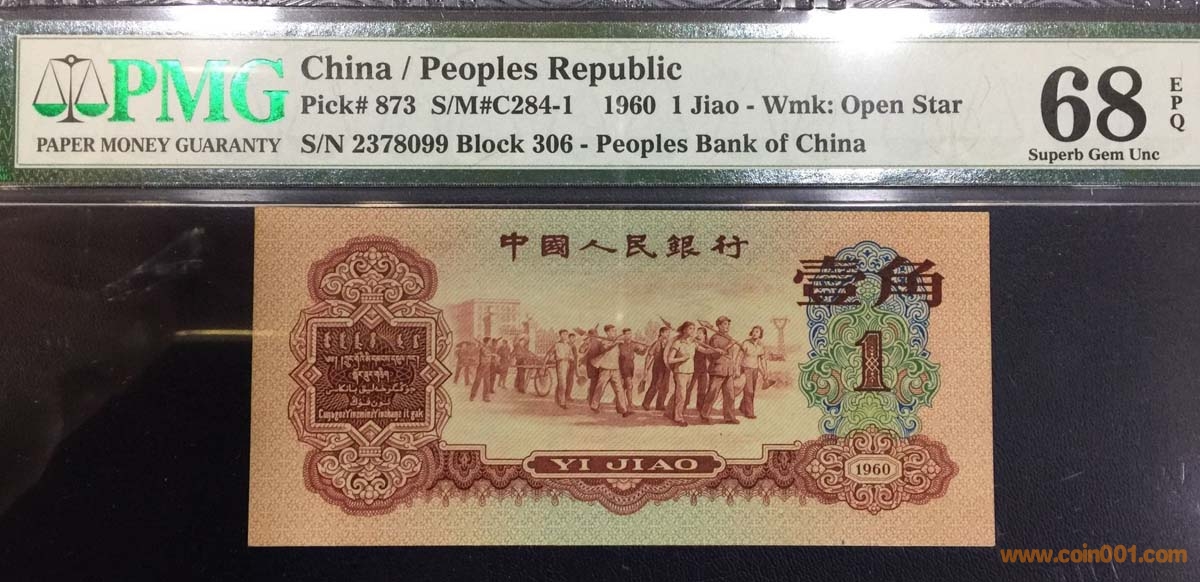 PMG
PAPER MONEY GUARANTY
China / Peoples Republic
Pick# 873 S/M#C284-1 1960 1 Jiao - Wmk: Open Star
S/N 2378099 Block 306 - Peoples Bank of China
68
EPQ
Superb Gem Unc
中國人民銀行
壹角
1
YI JIAO
1960
www.coin001.com